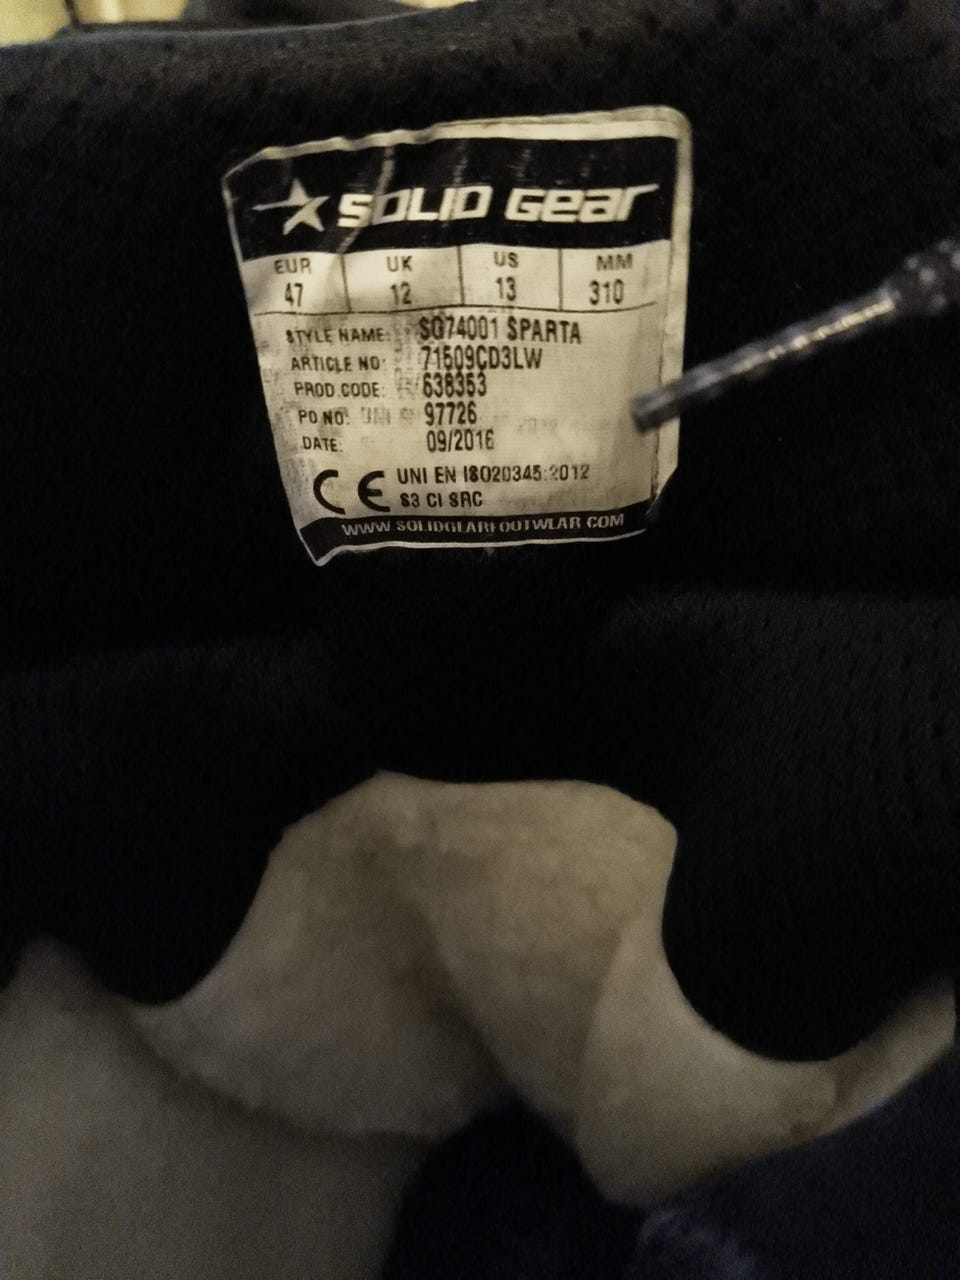 SOLID GEAR
EUR UK US MM
47 12 13 310
STYLE NAME: SG74001 SPARTA
ARTICLE NO: 71509CD3LW
PROD.CODE: 638353
PO NO: 97726
DATE: 09/2016
CE UNI EN ISO20345:2012
S3 CI SRC
WWW.SOLIDGEARFOOTWEAR.COM